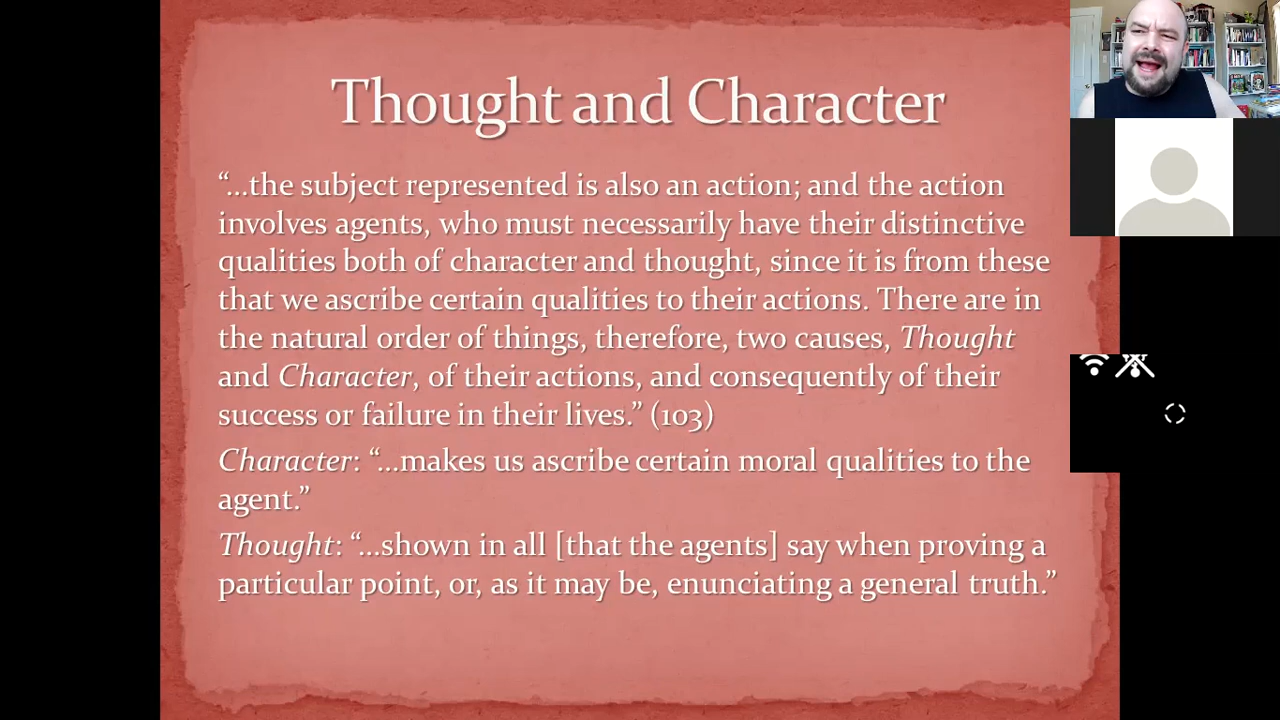 Thought and Character
“…the subject represented is also an action; and the action
involves agents, who must necessarily have their distinctive
qualities both of character and thought, since it is from these
that we ascribe certain qualities to their actions. There are in
the natural order of things, therefore, two causes, Thought
and Character, of their actions, and consequently of their
success or failure in their lives.” (103)
Character: “…makes us ascribe certain moral qualities to the
agent.”
Thought: “…shown in all [that the agents] say when proving a
particular point, or, as it may be, enunciating a general truth.”